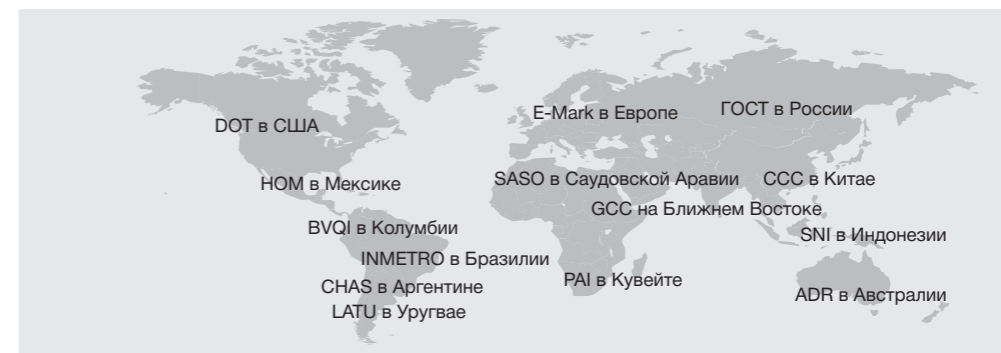 E-Mark в Европе
ГОСТ в России
DOT в США
НОМ в Мексике
SASO в Саудовской Аравии
CCC в Китае
GCC на Ближнем Востоке
BVQI в Колумбии
SNI в Индонезии
INMETRO в Бразилии
PAI в Кувейте
CHAS в Аргентине
ADR в Австралии
LATU в Уругвае